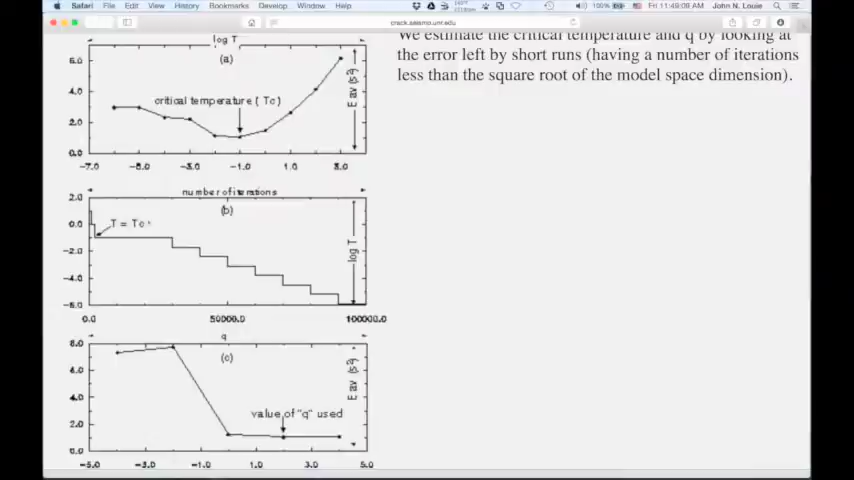 Safari File Edit View History Bookmarks Develop Window Help
100% Fri 11:49:08 AM John N. Louie
crack.seismo.unr.edu
We estimate the critical temperature and q by looking at
the error left by short runs (having a number of iterations
less than the square root of the model space dimension).
log T
(a)
6.0
4.0
2.0
0.0
critical temperature ( Tc )
E av (s²)
-7.0 -5.0 -3.0 -1.0 1.0 3.0
number of iterations
(b)
2.0
0.0
-2.0
-4.0
-6.0
T = Tc
log T
0.0 50000.0 100000.0
q
(c)
8.0
6.0
4.0
2.0
0.0
value of "q" used
E av (s²)
-5.0 -3.0 -1.0 1.0 3.0 5.0